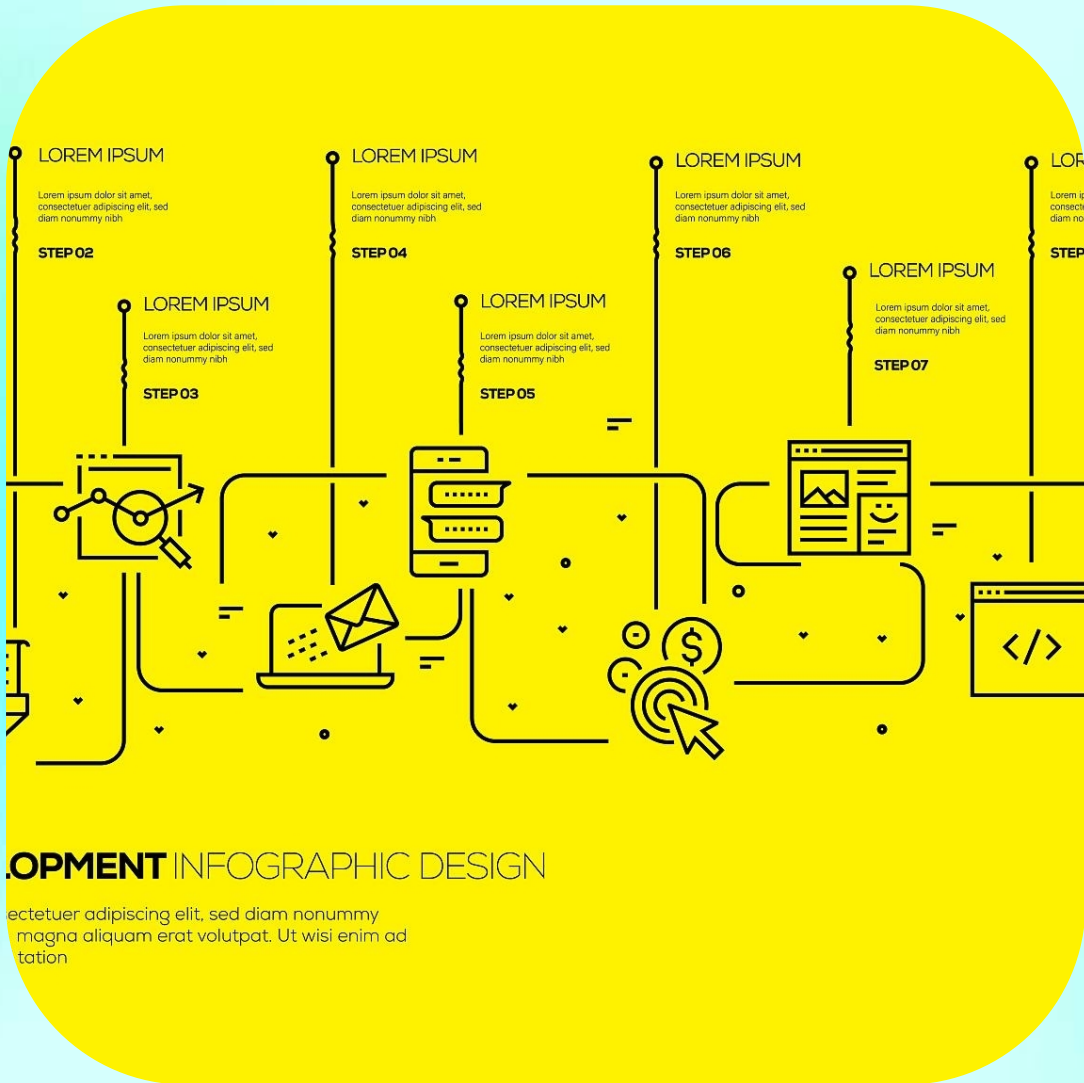 LOREM IPSUM
Lorem ipsum dolor sit amet,
consectetuer adipiscing elit, sed
diam nonummy nibh
STEP 02
LOREM IPSUM
Lorem ipsum dolor sit amet,
consectetuer adipiscing elit, sed
diam nonummy nibh
STEP 03
LOREM IPSUM
Lorem ipsum dolor sit amet,
consectetuer adipiscing elit, sed
diam nonummy nibh
STEP 04
LOREM IPSUM
Lorem ipsum dolor sit amet,
consectetuer adipiscing elit, sed
diam nonummy nibh
STEP 05
LOREM IPSUM
Lorem ipsum dolor sit amet,
consectetuer adipiscing elit, sed
diam nonummy nibh
STEP 06
LOREM IPSUM
Lorem ipsum dolor sit amet,
consectetuer adipiscing elit, sed
diam nonummy nibh
STEP 07
Lorem
STEP
$
</>
INFOGRAPHIC DESIGN
adipiscing elit, sed diam nonummy
magna aliquam erat volutpat. Ut wisi enim ad
tation